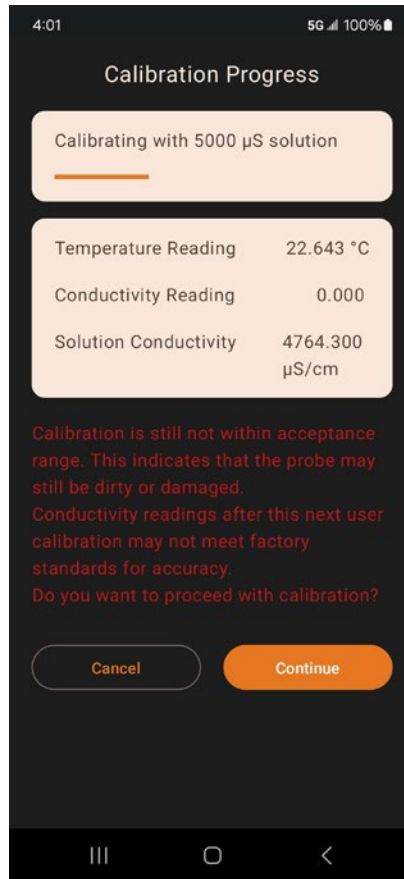 4:01
5G 100%
Calibration Progress
Calibrating with 5000 µS solution
Temperature Reading 22.643 °C
Conductivity Reading 0.000
Solution Conductivity 4764.300
µS/cm
Calibration is still not within acceptance
range. This indicates that the probe may
still be dirty or damaged.
Conductivity readings after this next user
calibration may not meet factory
standards for accuracy.
Do you want to proceed with calibration?
Cancel
Continue